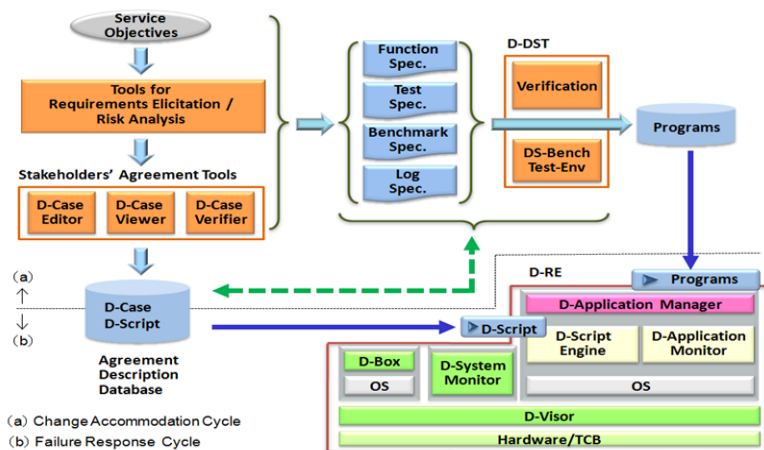 Service
Objectives
Tools for
Requirements Elicitation /
Risk Analysis
Stakeholders' Agreement Tools
D-Case
Editor
D-Case
Viewer
D-Case
Verifier
Function
Spec.
Test
Spec.
Benchmark
Spec.
Log
Spec.
D-DST
Verification
DS-Bench
Test-Env
Programs
(a)
(b)
D-Case
D-Script
Agreement
Description
Database
D-RE
Programs
D-Application Manager
D-Script
D-Script
Engine
D-Application
Monitor
OS
D-Box
OS
D-System
Monitor
D-Visor
Hardware/TCB
(a) Change Accommodation Cycle
(b) Failure Response Cycle